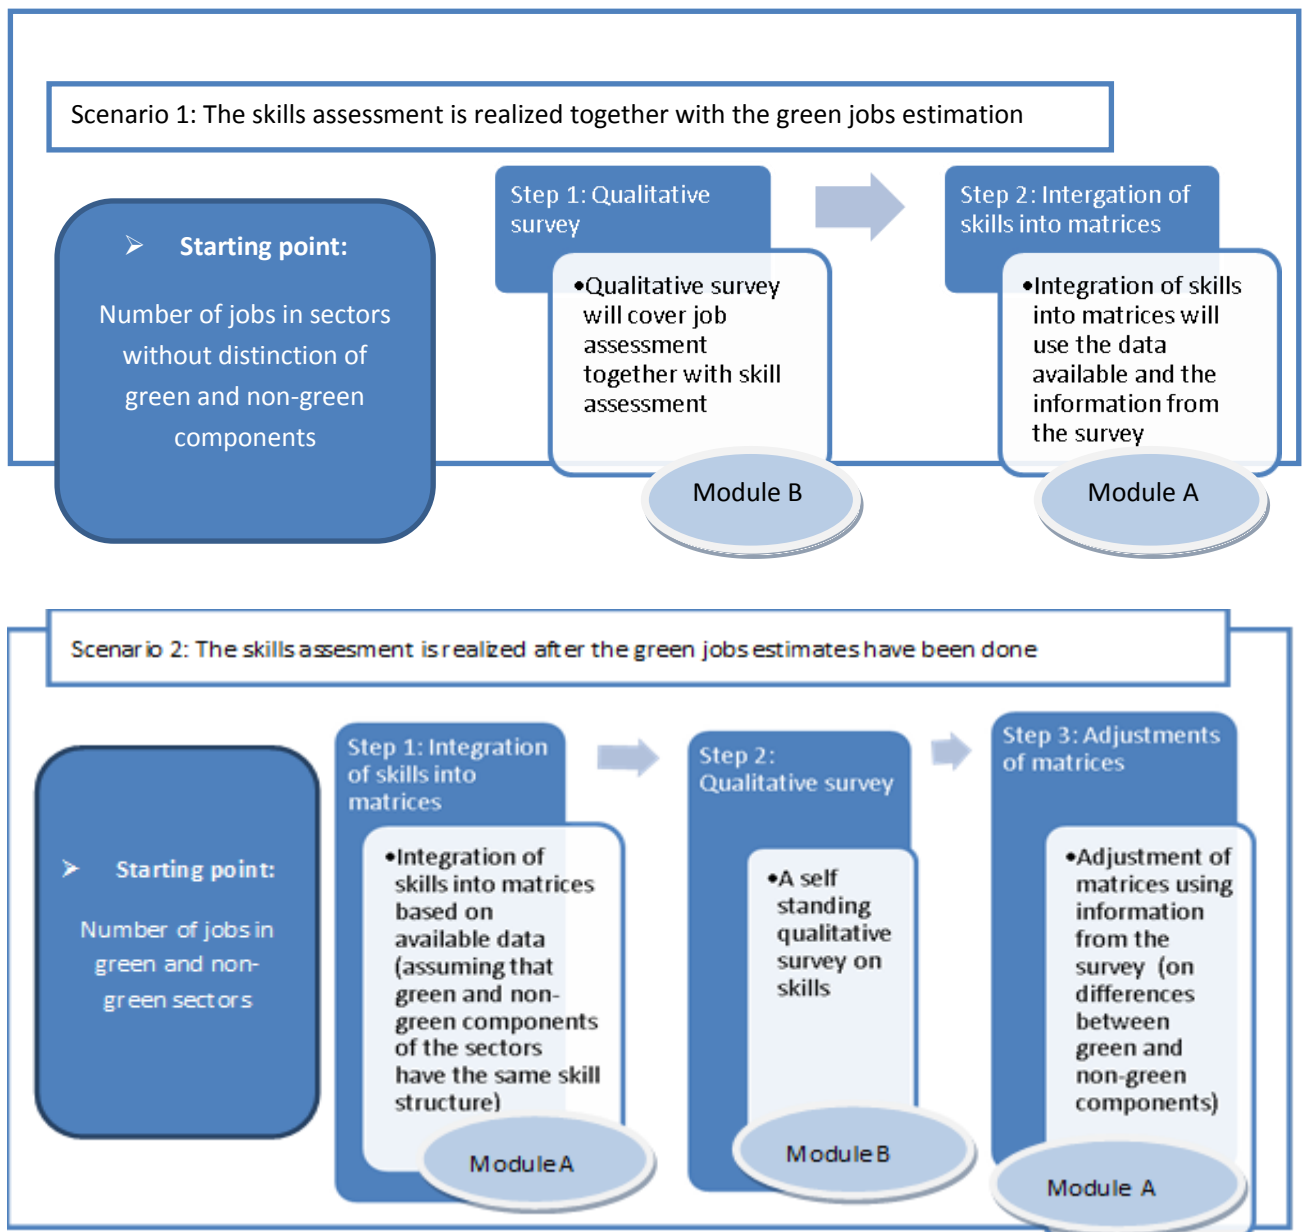 Scenario 1: The skills assessment is realized together with the green jobs estimation
➢ Starting point:
Number of jobs in sectors
without distinction of
green and non-green
components
Step 1: Qualitative
survey
•Qualitative survey
will cover job
assessment
together with skill
assessment
Module B
Step 2: Intergation of
skills into matrices
•Integration of skills
into matrices will
use the data
available and the
information from
the survey
Module A
Scenario 2: The skills assesment is realized after the green jobs estimates have been done
➢ Starting point:
Number of jobs in
green and non-
green sectors
Step 1: Integration
of skills into
matrices
•Integration of
skills into matrices
based on
available data
(assuming that
green and non-
green components
of the sectors
have the same skill
structure)
Module A
Step 2:
Qualitative survey
•A self
standing
qualitative
survey on
skills
Module B
Step 3: Adjustments
of matrices
•Adjustment of
matrices using
information
from the
survey (on
differences
between
green and
non-green
components)
Module A